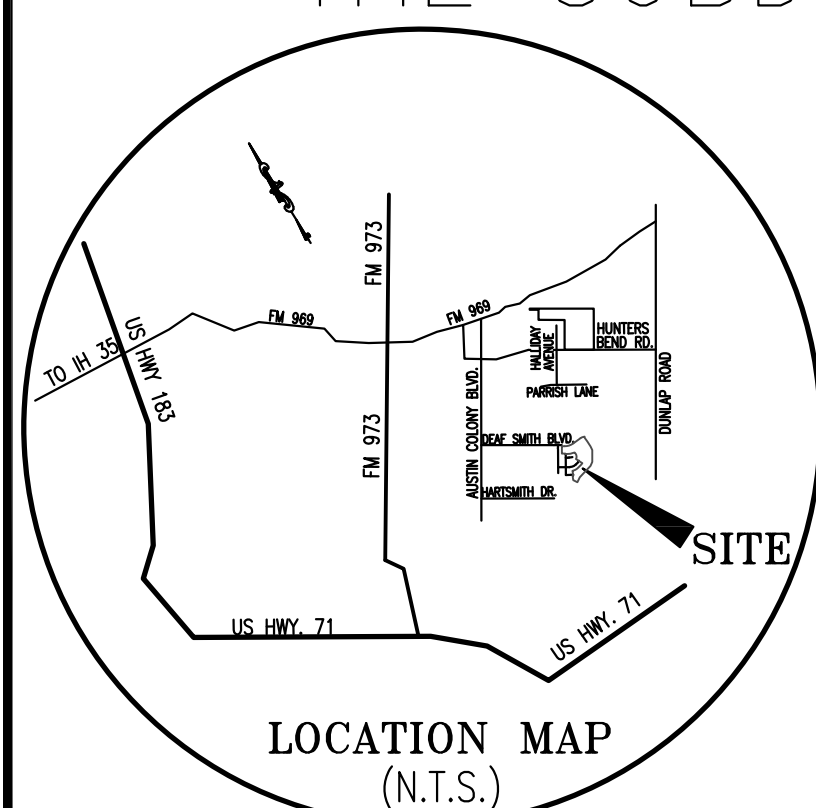 FM 973
FM 969
FM 969
HUNTERS
BEND RD.
HALLIDAY
AVENUE
TO IH 35
US HWY 183
PARRISH LANE
DUNLAP ROAD
AUSTIN COLONY BLVD.
FM 973
DEAF SMITH BLVD.
HARTSMITH DR.
SITE
US HWY. 71
US HWY. 71
LOCATION MAP
(N.T.S.)